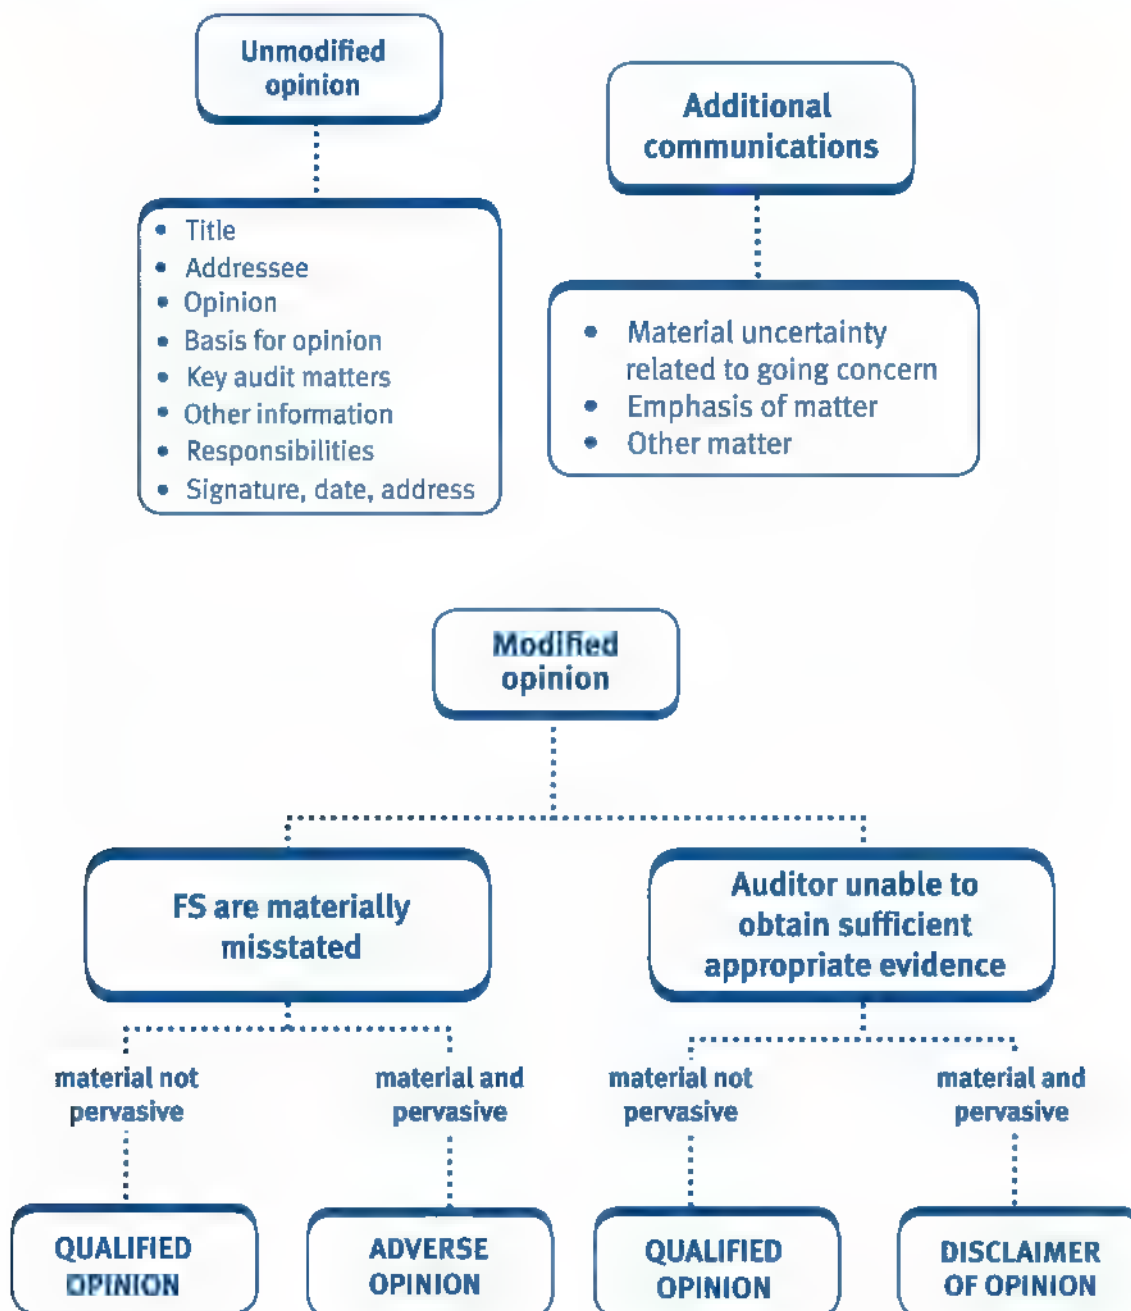 Unmodified
opinion
• Title
• Addressee
• Opinion
• Basis for opinion
• Key audit matters
• Other information
• Responsibilities
• Signature, date, address
Additional
communications
• Material uncertainty
related to going concern
• Emphasis of matter
• Other matter
Modified
opinion
FS are materially
misstated
Auditor unable to
obtain sufficient
appropriate evidence
material not
pervasive
material and
pervasive
material not
pervasive
material and
pervasive
QUALIFIED
OPINION
ADVERSE
OPINION
QUALIFIED
OPINION
DISCLAIMER
OF OPINION